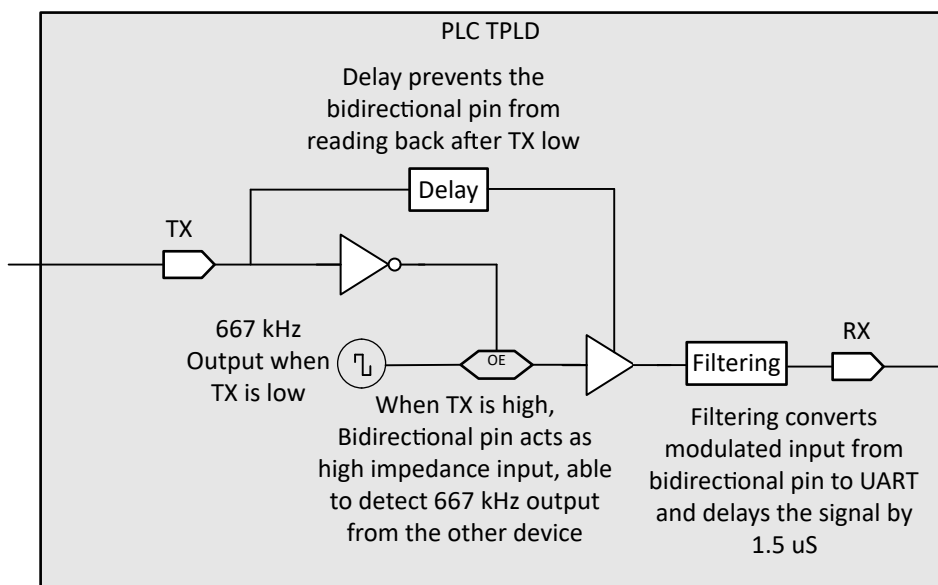 PLC TPLD
Delay prevents the
bidirectional pin from
reading back after TX low
Delay
TX
667 kHz
Output when
TX is low
OE
When TX is high,
Bidirectional pin acts as
high impedance input, able
to detect 667 kHz output
from the other device
Filtering
RX
Filtering converts
modulated input from
bidirectional pin to UART
and delays the signal by
1.5 uS